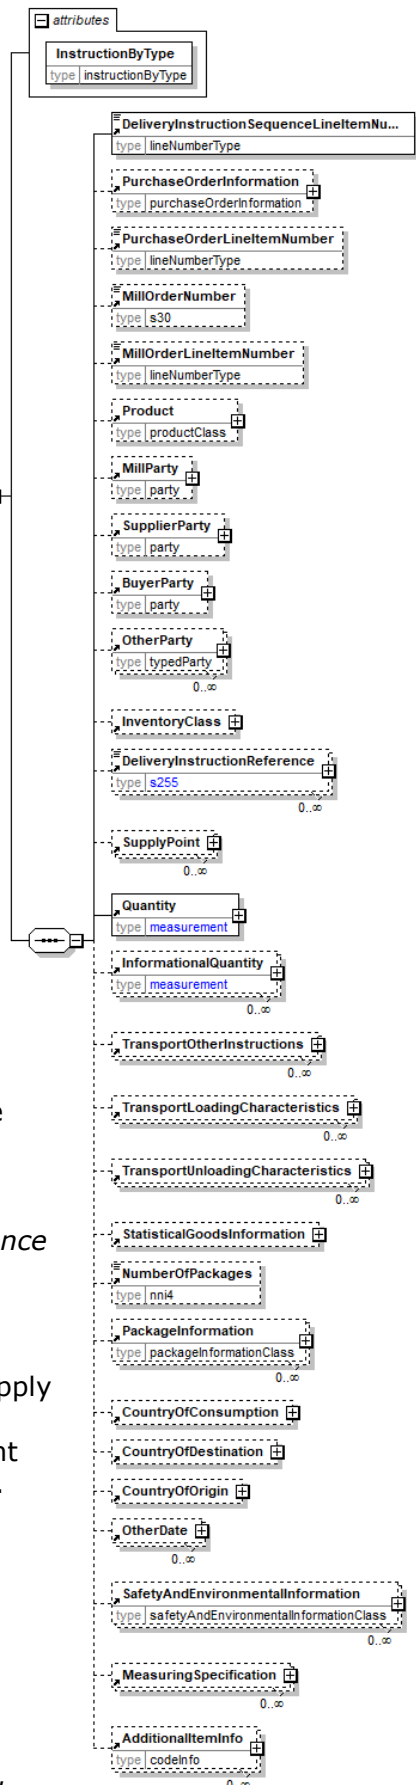 attributes
InstructionByType
type instructionByType
DeliveryInstructionSequenceLineItemNu...
type lineNumberType
PurchaseOrderInformation
type purchaseOrderInformation
PurchaseOrderLineItemNumber
type lineNumberType
MillOrderNumber
type s30
MillOrderLineItemNumber
type lineNumberType
Product
type productClass
MillParty
type party
SupplierParty
type party
BuyerParty
type party
OtherParty
type typedParty
0..∞
InventoryClass
DeliveryInstructionReference
type s255
0..∞
SupplyPoint
0..∞
Quantity
type measurement
InformationalQuantity
type measurement
0..∞
TransportOtherInstructions
0..∞
e
TransportLoadingCharacteristics
0..∞
TransportUnloadingCharacteristics
0..∞
nce
StatisticalGoodsInformation
NumberOfPackages
type nni4
PackageInformation
type packageInformationClass
0..∞
pply
CountryOfConsumption
nt
CountryOfDestination
.
CountryOfOrigin
OtherDate
0..∞
SafetyAndEnvironmentalInformation
type safetyAndEnvironmentalInformationClass
0..∞
MeasuringSpecification
0..∞
AdditionalItemInfo
type codeInfo
0..∞